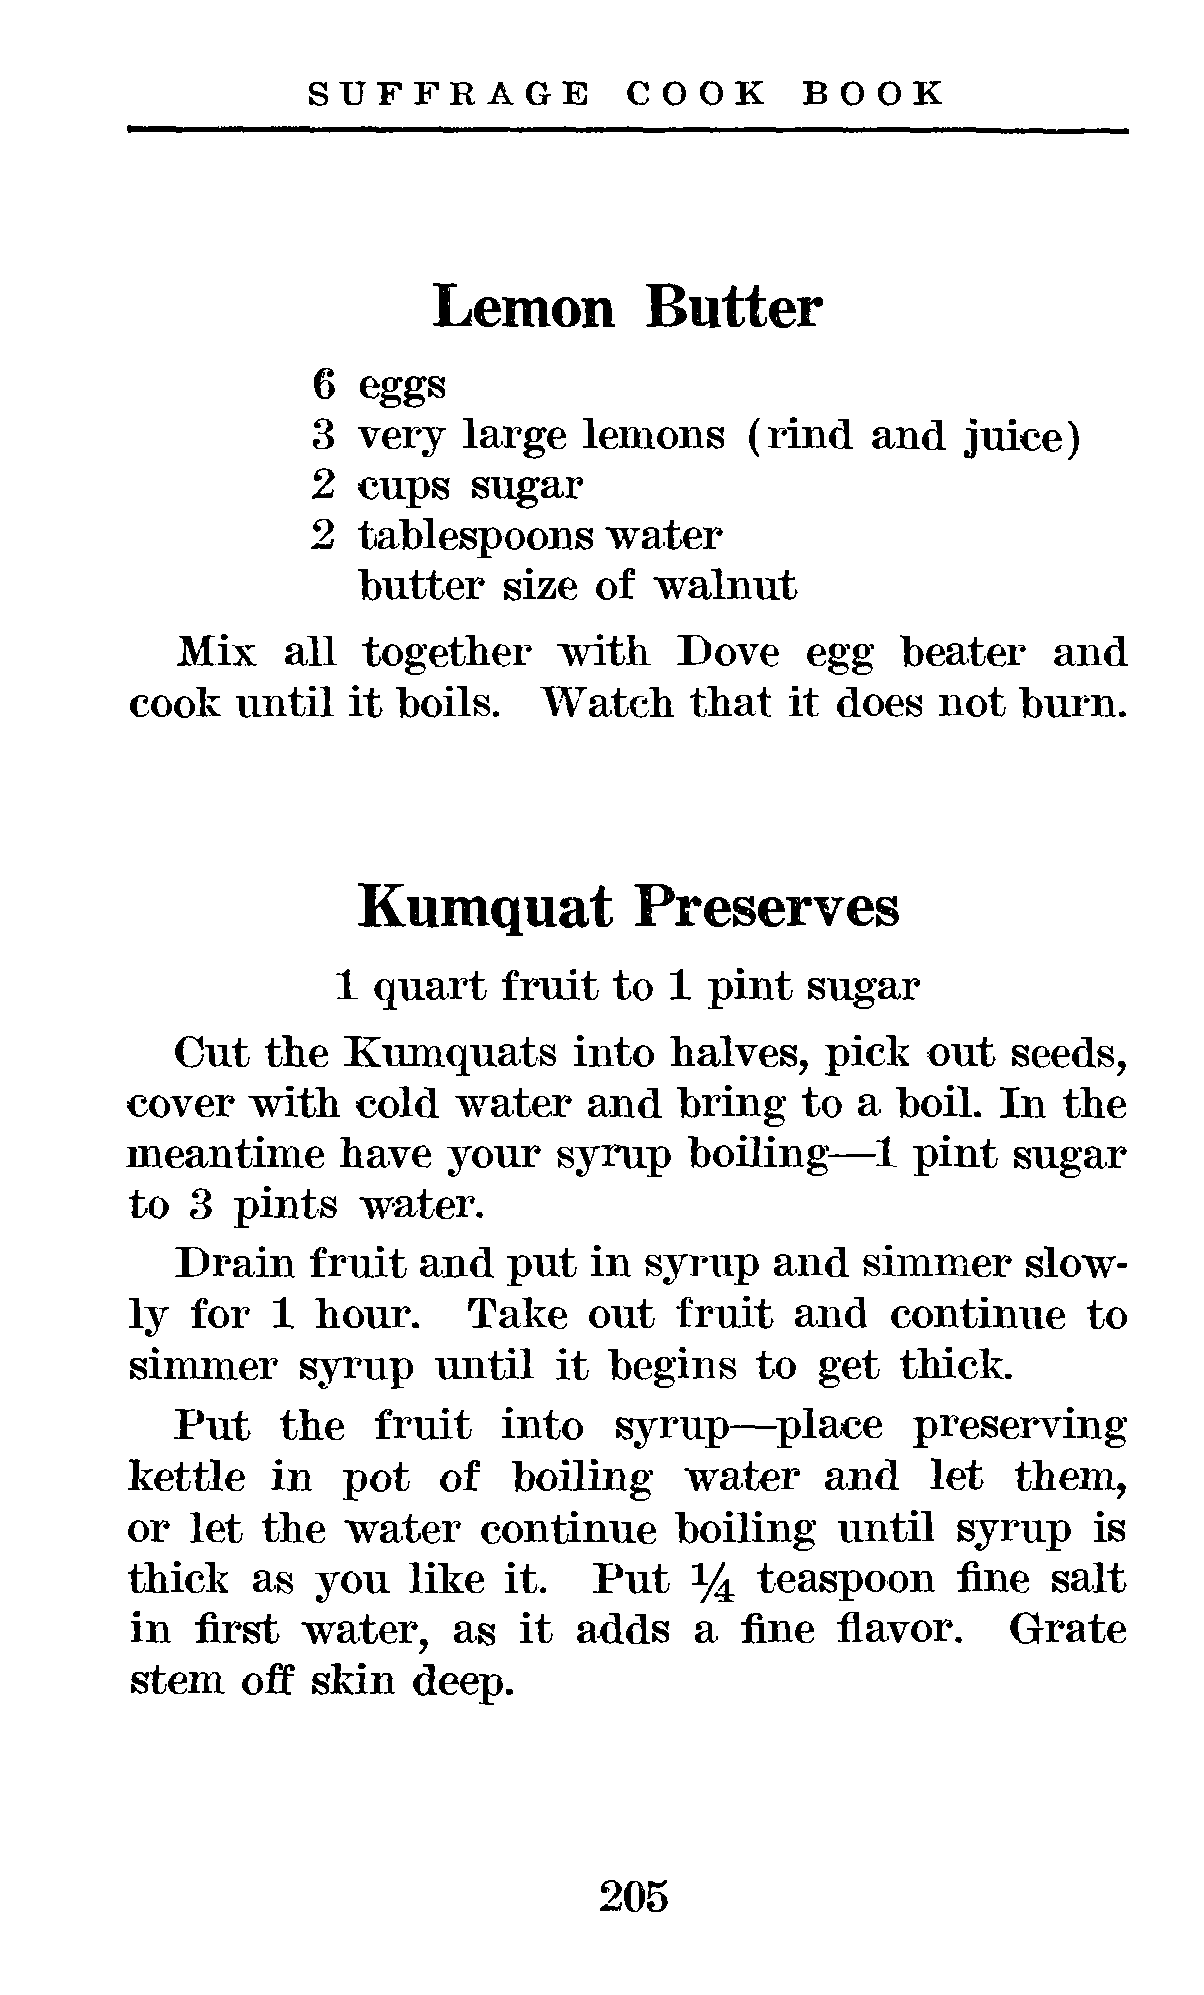 SUFFRAGE COOK BOOK
Lemon Butter
6 eggs
3 very large lemons (rind and juice)
2 cups sugar
2 tablespoons water
butter size of walnut
Mix all together with Dove egg beater and
cook until it boils. Watch that it does not burn.
Kumquat Preserves
1 quart fruit to 1 pint sugar
Cut the Kumquats into halves, pick out seeds,
cover with cold water and bring to a boil. In the
meantime have your syrup boiling—1 pint sugar
to 3 pints water.
Drain fruit and put in syrup and simmer slow-
ly for 1 hour. Take out fruit and continue to
simmer syrup until it begins to get thick.
Put the fruit into syrup—place preserving
kettle in pot of boiling water and let them,
or let the water continue boiling until syrup is
thick as you like it. Put ¼ teaspoon fine salt
in first water, as it adds a fine flavor. Grate
stem off skin deep.
205